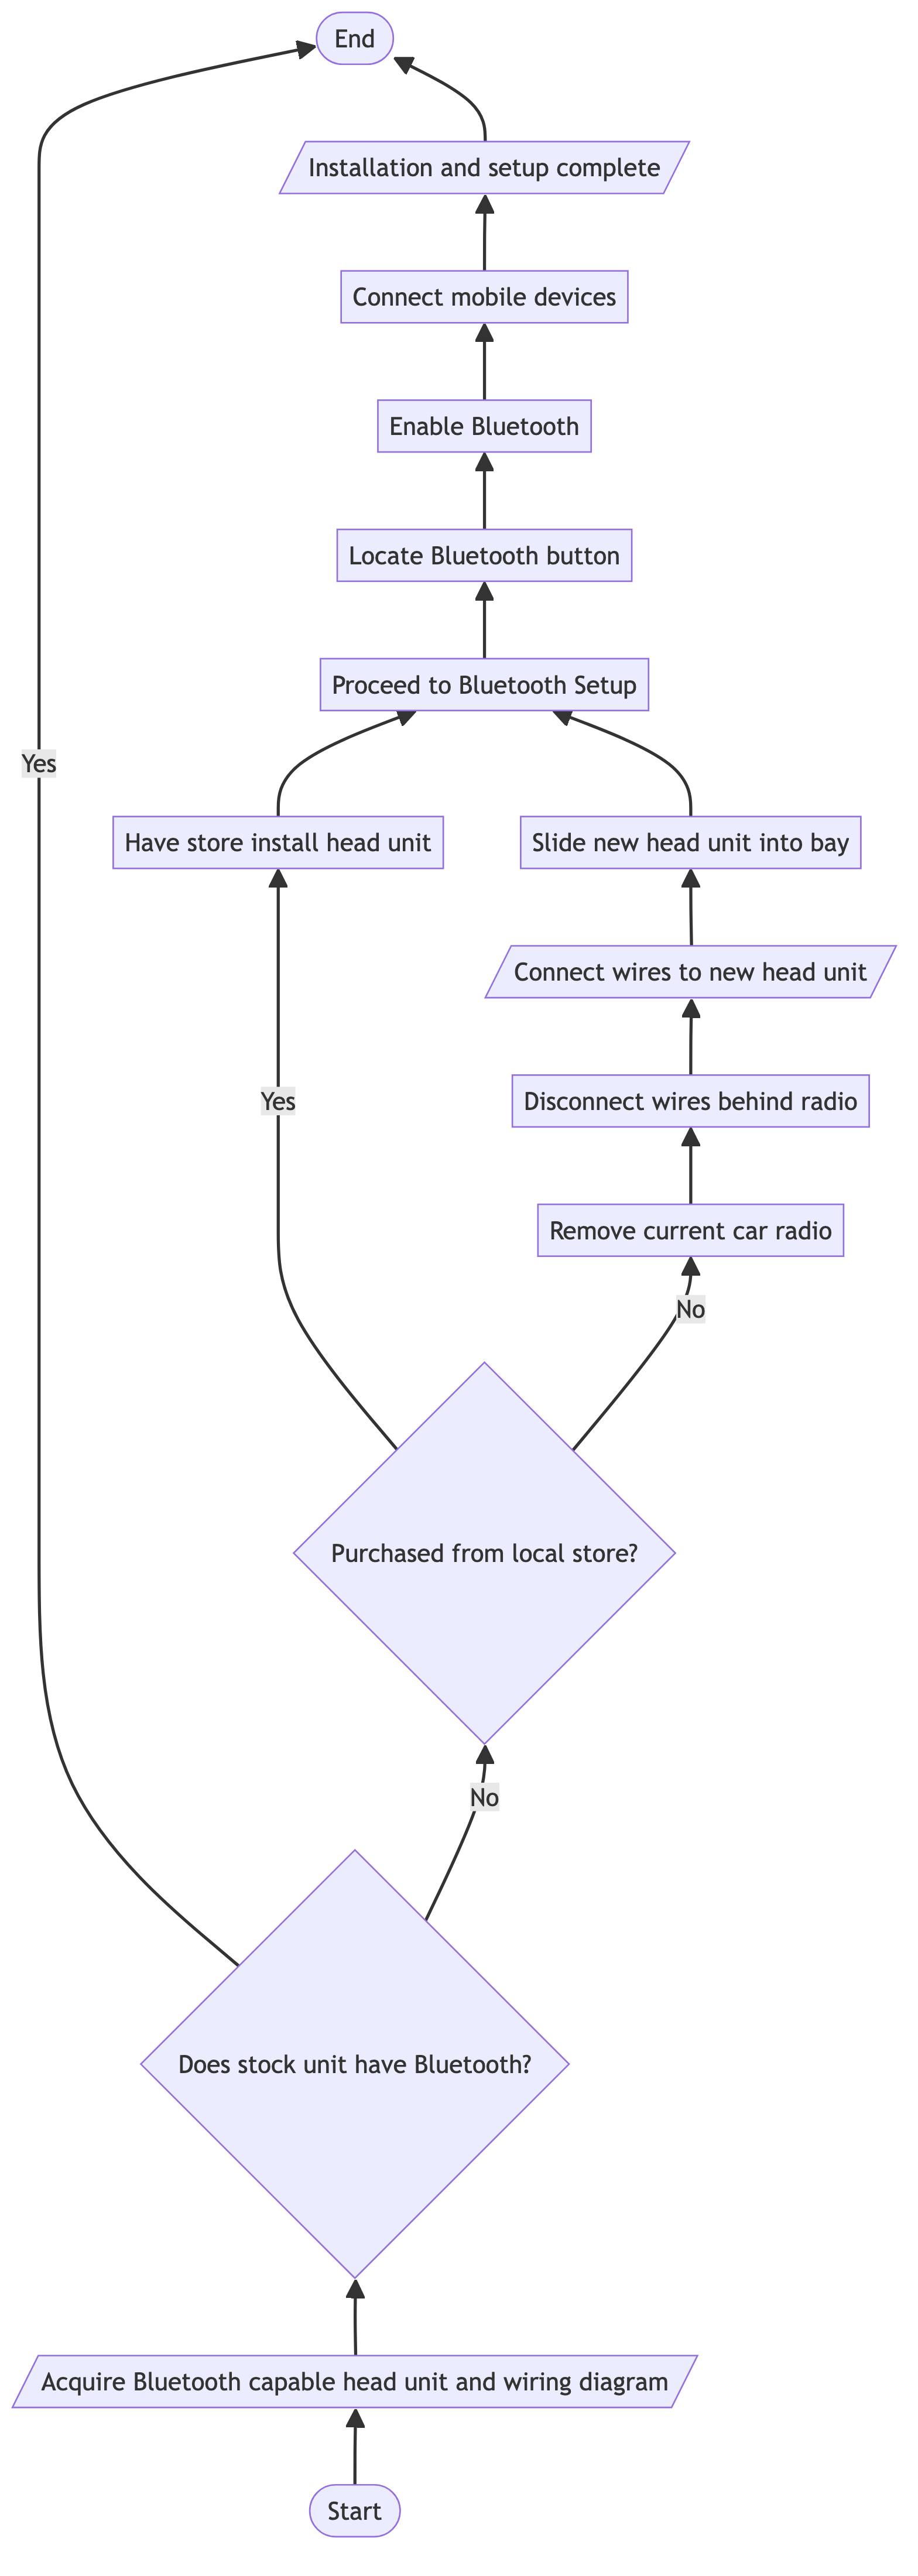 End
Installation and setup complete
Connect mobile devices
Enable Bluetooth
Locate Bluetooth button
Proceed to Bluetooth Setup
Yes
Have store install head unit
Slide new head unit into bay
Connect wires to new head unit
Yes
Disconnect wires behind radio
Remove current car radio
No
Purchased from local store?
No
Does stock unit have Bluetooth?
Acquire Bluetooth capable head unit and wiring diagram
Start